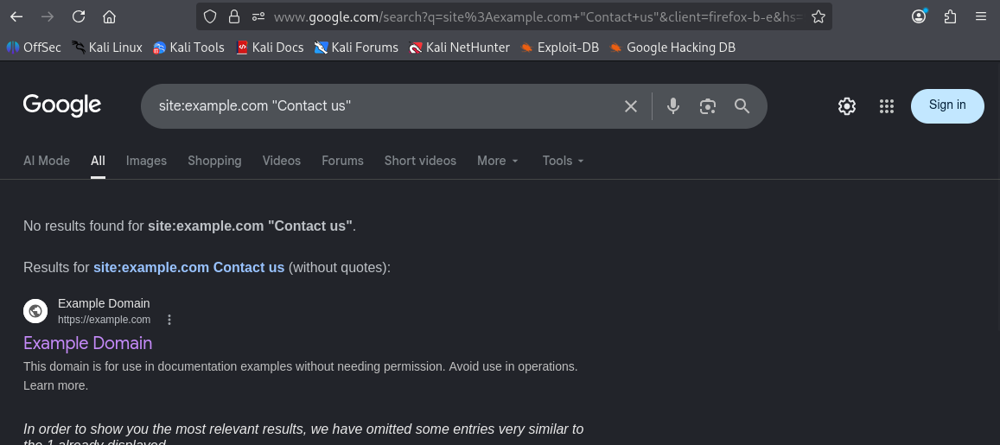 www.google.com/search?q=site%3Aexample.com+"Contact+us"&client=firefox-b-e&hs=
OffSec Kali Linux Kali Tools Kali Docs Kali Forums Kali NetHunter Exploit-DB Google Hacking DB
Google site:example.com "Contact us" Sign in
AI Mode All Images Shopping Videos Forums Short videos More Tools
No results found for site:example.com "Contact us".
Results for site:example.com Contact us (without quotes):
Example Domain
https://example.com
Example Domain
This domain is for use in documentation examples without needing permission. Avoid use in operations.
Learn more.
In order to show you the most relevant results, we have omitted some entries very similar to
the 1 already displayed.